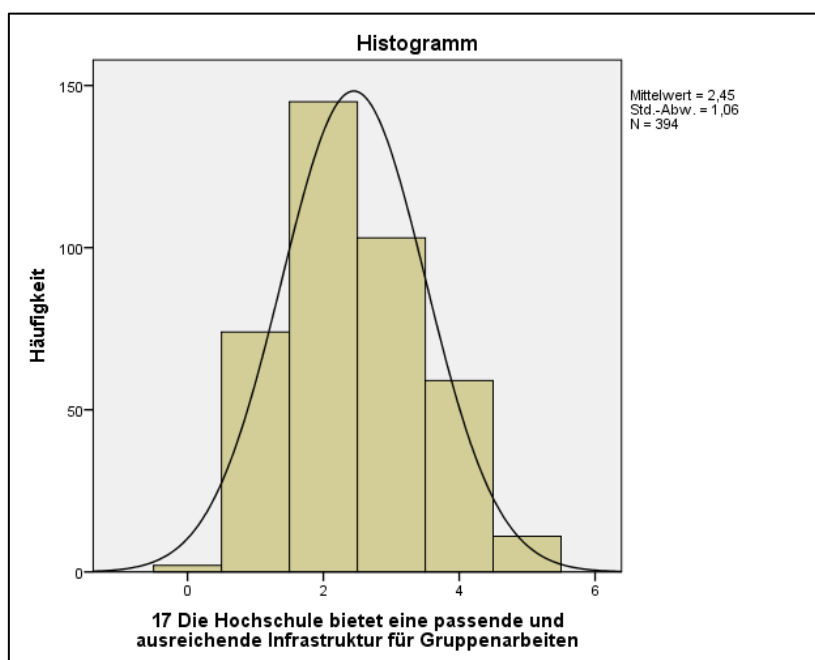 Histogramm
150
100
50
0
Häufigkeit
0 2 4 6
17 Die Hochschule bietet eine passende und
ausreichende Infrastruktur für Gruppenarbeiten
Mittelwert = 2,45
Std.-Abw. = 1,06
N = 394